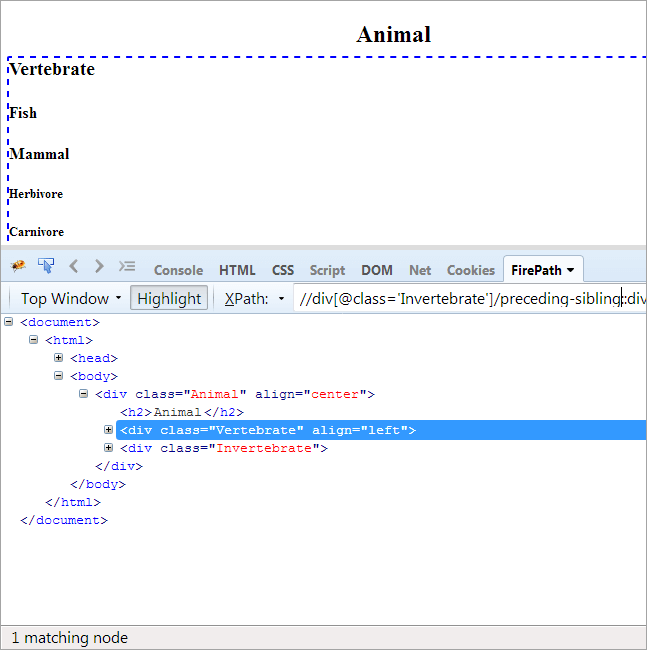 Animal
Vertebrate
Fish
Mammal
Herbivore
Carnivore
Console HTML CSS Script DOM Net Cookies FirePath
Top Window Highlight XPath: //div[@class='Invertebrate']/preceding-sibling::div
<document>
<html>
<head>
<body>
<div class="Animal" align="center">
<h2>Animal</h2>
<div class="Vertebrate" align="left">
<div class="Invertebrate">
</div>
</body>
</html>
</document>
1 matching node